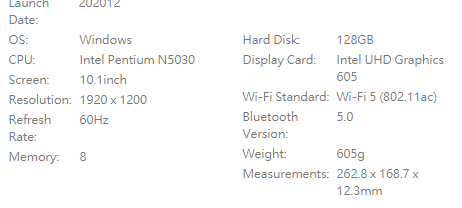 Launch 202012
Date:
OS: Windows
CPU: Intel Pentium N5030
Screen: 10.1inch
Resolution: 1920 x 1200
Refresh 60Hz
Rate:
Memory: 8
Hard Disk: 128GB
Display Card: Intel UHD Graphics
605
Wi-Fi Standard: Wi-Fi 5 (802.11ac)
Bluetooth 5.0
Version:
Weight: 605g
Measurements: 262.8 x 168.7 x
12.3mm